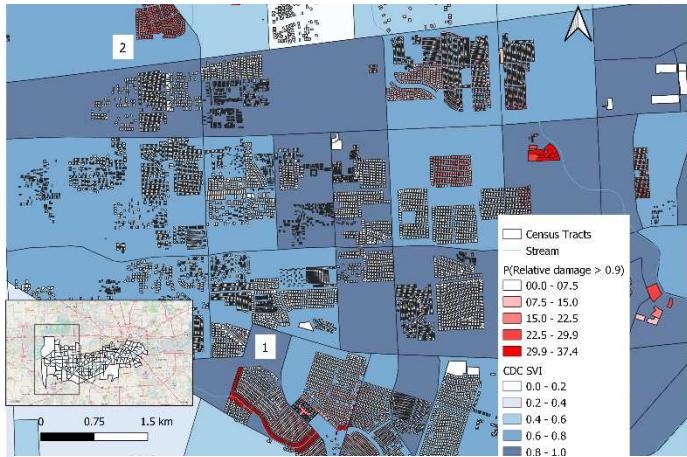 2
1
Census Tracts
Stream
P(Relative damage > 0.9)
00.0 - 07.5
07.5 - 15.0
15.0 - 22.5
22.5 - 29.9
29.9 - 37.4
CDC SVI
0.0 - 0.2
0.2 - 0.4
0.4 - 0.6
0.6 - 0.8
0.8 - 1.0
0 0.75 1.5 km